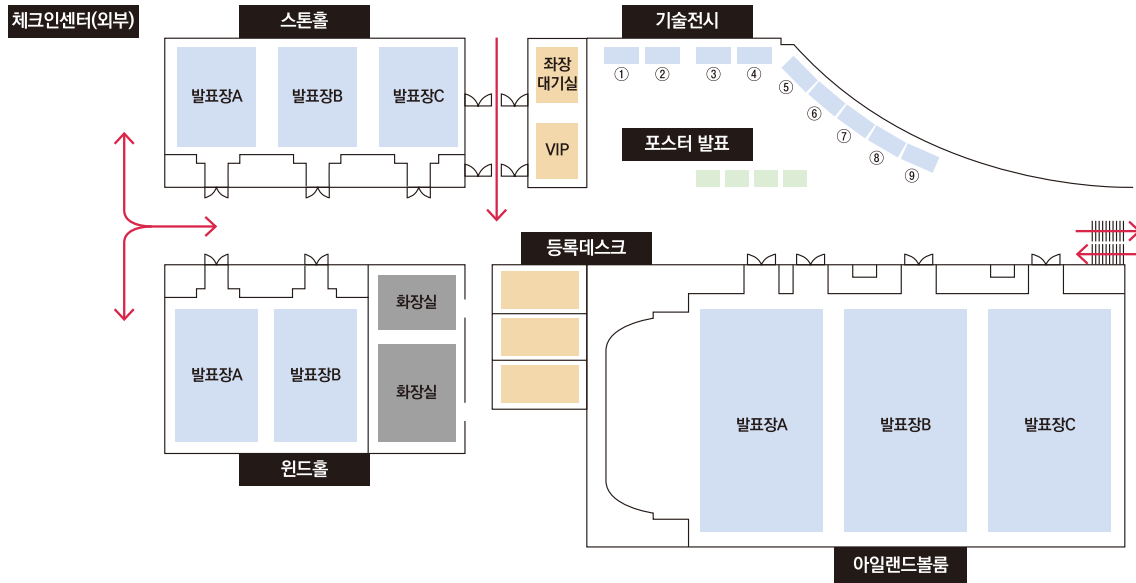 체크인센터(외부)
스톤홀
기술전시
발표장A
발표장B
발표장C
좌장
대기실
VIP
①
②
③
④
⑤
⑥
⑦
⑧
⑨
포스터 발표
등록데스크
화장실
화장실
발표장A
발표장B
윈드홀
발표장A
발표장B
발표장C
아일랜드볼룸